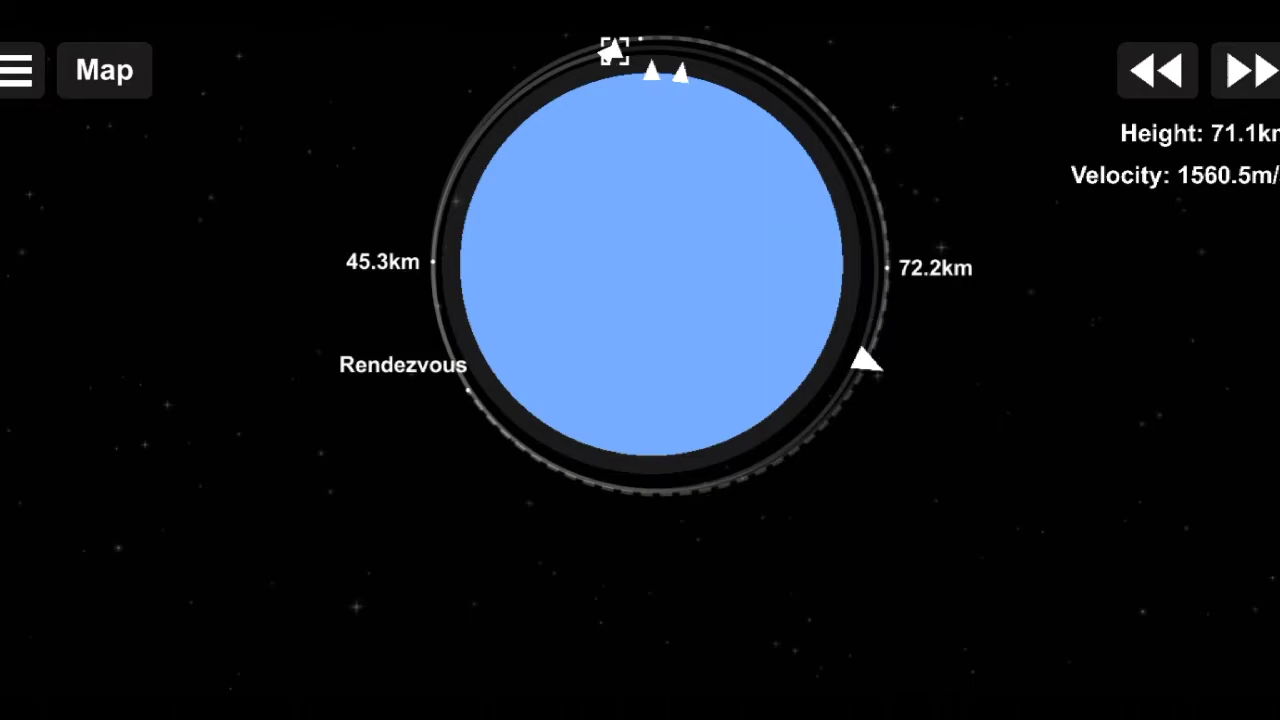 Map
Height: 71.1k
Velocity: 1560.5m/
45.3km
72.2km
Rendezvous